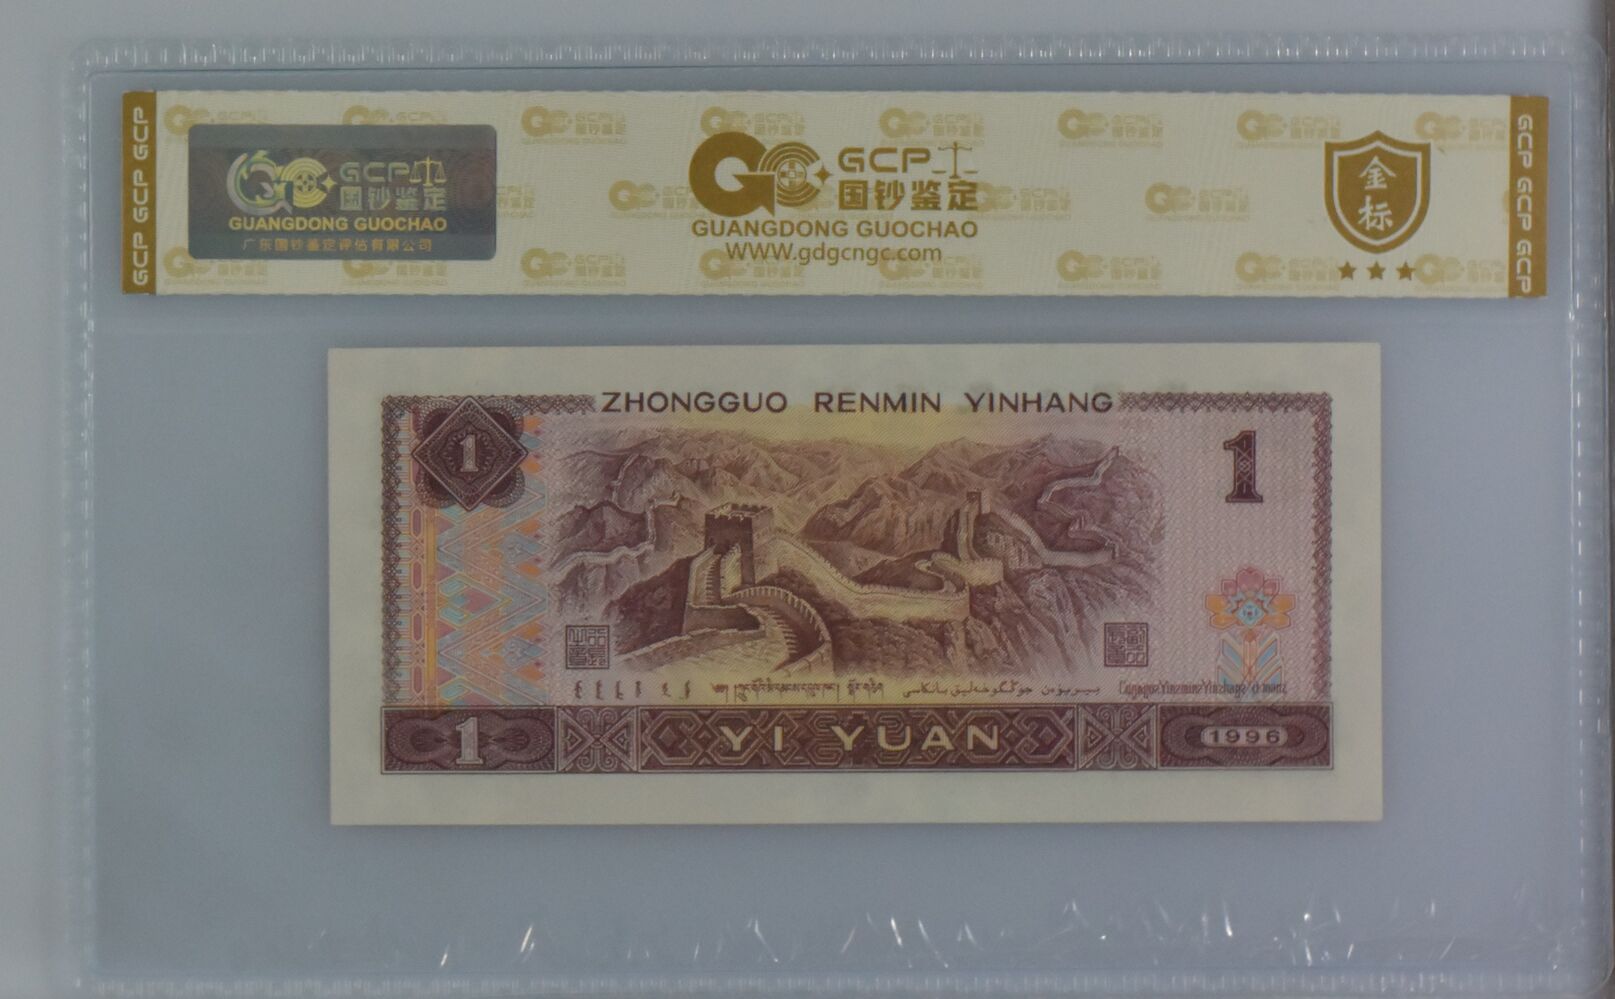 GCP GCP GCP
GCP
国钞鉴定
GUANGDONG GUOCHAO
广东国钞鉴定评估有限公司
GCP
国钞鉴定
GUANGDONG GUOCHAO
WWW.gdgcngc.com
金标
GCP GCP GCP
ZHONGGUO RENMIN YINHANG
1
1
1
YI YUAN
1996